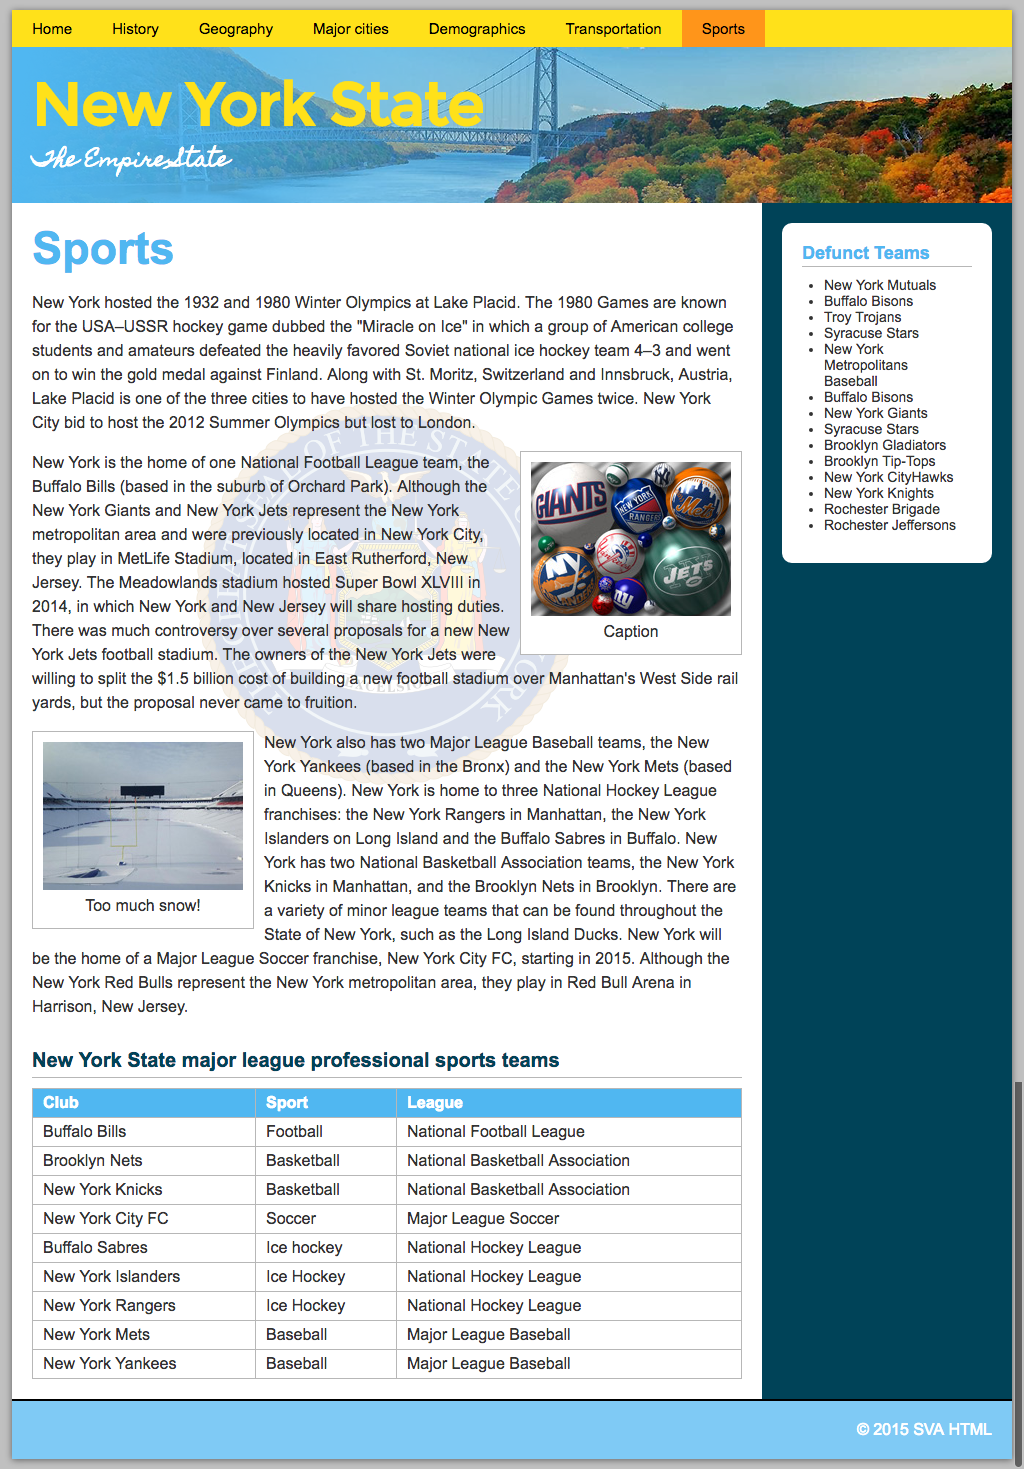 Home History Geography Major cities Demographics Transportation Sports
New York State
The Empire State
Sports
New York hosted the 1932 and 1980 Winter Olympics at Lake Placid. The 1980 Games are known
for the USA–USSR hockey game dubbed the "Miracle on Ice" in which a group of American college
students and amateurs defeated the heavily favored Soviet national ice hockey team 4–3 and went
on to win the gold medal against Finland. Along with St. Moritz, Switzerland and Innsbruck, Austria,
Lake Placid is one of the three cities to have hosted the Winter Olympic Games twice. New York
City bid to host the 2012 Summer Olympics but lost to London.
New York is the home of one National Football League team, the
Buffalo Bills (based in the suburb of Orchard Park). Although the
New York Giants and New York Jets represent the New York
metropolitan area and were previously located in New York City,
they play in MetLife Stadium, located in East Rutherford, New
Jersey. The Meadowlands stadium hosted Super Bowl XLVIII in
2014, in which New York and New Jersey will share hosting duties.
There was much controversy over several proposals for a new New
York Jets football stadium. The owners of the New York Jets were
willing to split the $1.5 billion cost of building a new football stadium over Manhattan's West Side rail
yards, but the proposal never came to fruition.
GIANTS
NEW YORK
RANGERS
Mets
Yankees
NY
ISLANDERS
JETS
ny
Caption
SEAL OF THE STATE
EXCELSIOR
Too much snow!
New York also has two Major League Baseball teams, the New
York Yankees (based in the Bronx) and the New York Mets (based
in Queens). New York is home to three National Hockey League
franchises: the New York Rangers in Manhattan, the New York
Islanders on Long Island and the Buffalo Sabres in Buffalo. New
York has two National Basketball Association teams, the New York
Knicks in Manhattan, and the Brooklyn Nets in Brooklyn. There are
a variety of minor league teams that can be found throughout the
State of New York, such as the Long Island Ducks. New York will
be the home of a Major League Soccer franchise, New York City FC, starting in 2015. Although the
New York Red Bulls represent the New York metropolitan area, they play in Red Bull Arena in
Harrison, New Jersey.
New York State major league professional sports teams
Club Sport League
Buffalo Bills Football National Football League
Brooklyn Nets Basketball National Basketball Association
New York Knicks Basketball National Basketball Association
New York City FC Soccer Major League Soccer
Buffalo Sabres Ice hockey National Hockey League
New York Islanders Ice Hockey National Hockey League
New York Rangers Ice Hockey National Hockey League
New York Mets Baseball Major League Baseball
New York Yankees Baseball Major League Baseball
Defunct Teams
New York Mutuals
Buffalo Bisons
Troy Trojans
Syracuse Stars
New York
Metropolitans
Baseball
Buffalo Bisons
New York Giants
Syracuse Stars
Brooklyn Gladiators
Brooklyn Tip-Tops
New York CityHawks
New York Knights
Rochester Brigade
Rochester Jeffersons
© 2015 SVA HTML